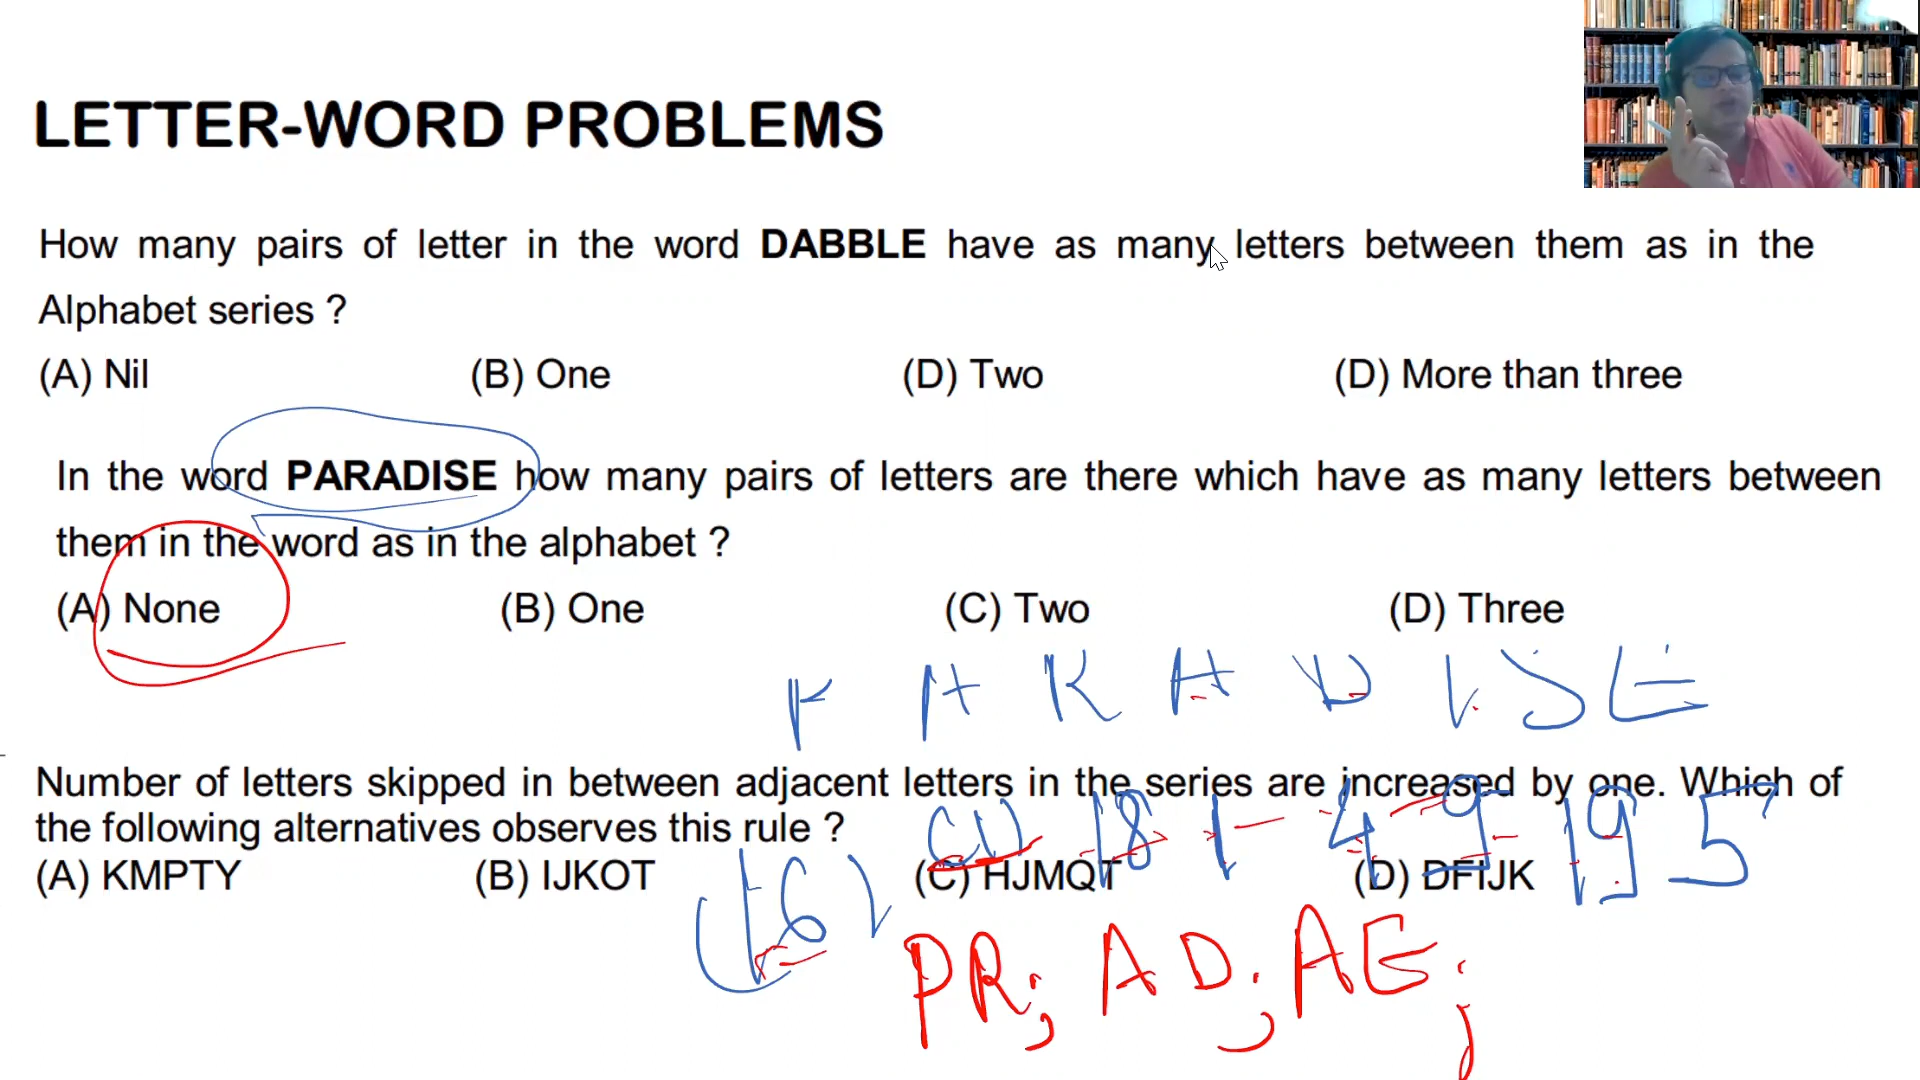 LETTER-WORD PROBLEMS
How many pairs of letter in the word DABBLE have as many letters between them as in the
Alphabet series ?
(A) Nil (B) One (D) Two (D) More than three
In the word PARADISE how many pairs of letters are there which have as many letters between
them in the word as in the alphabet ?
(A) None (B) One (C) Two (D) Three
P A R A D I S E
Number of letters skipped in between adjacent letters in the series are increased by one. Which of
the following alternatives observes this rule ?
(A) KMPTY (B) IJKOT (C) HJMQT (D) DFIJK
16 1 18 1 4 9 19 5
PR; AD; AE;